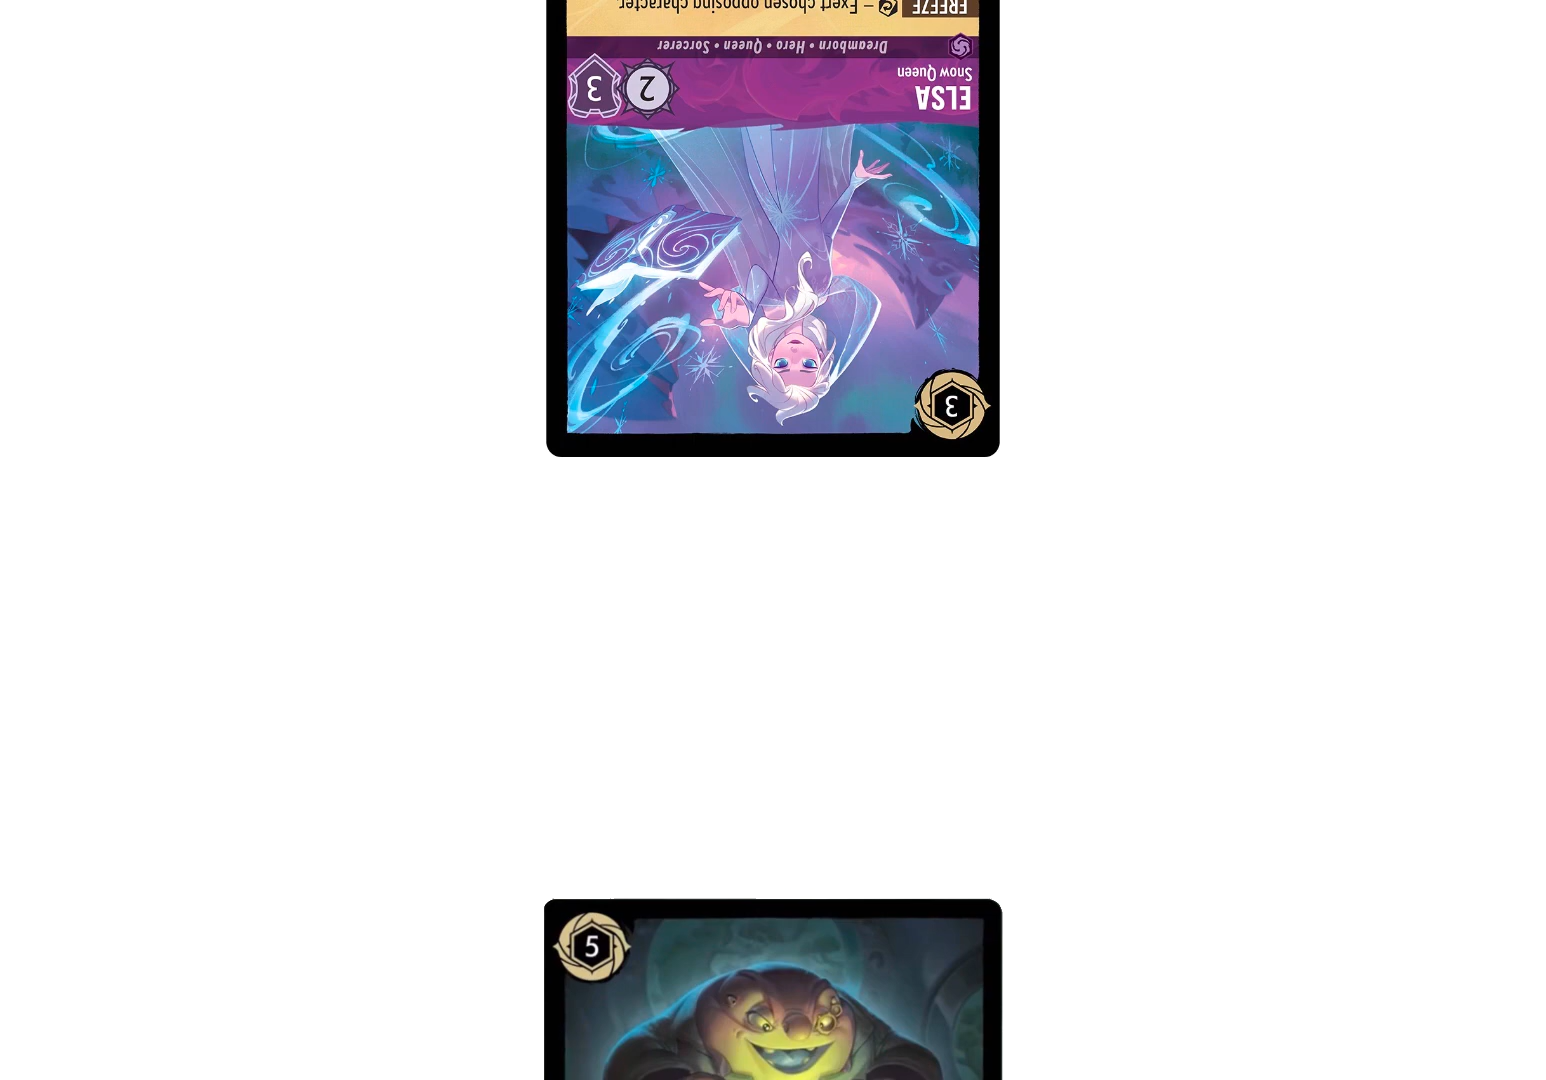 3
ELSA
Snow Queen
2 3
Dreamborn • Hero • Queen • Sorcerer
FREEZE – Exert chosen opposing character
5